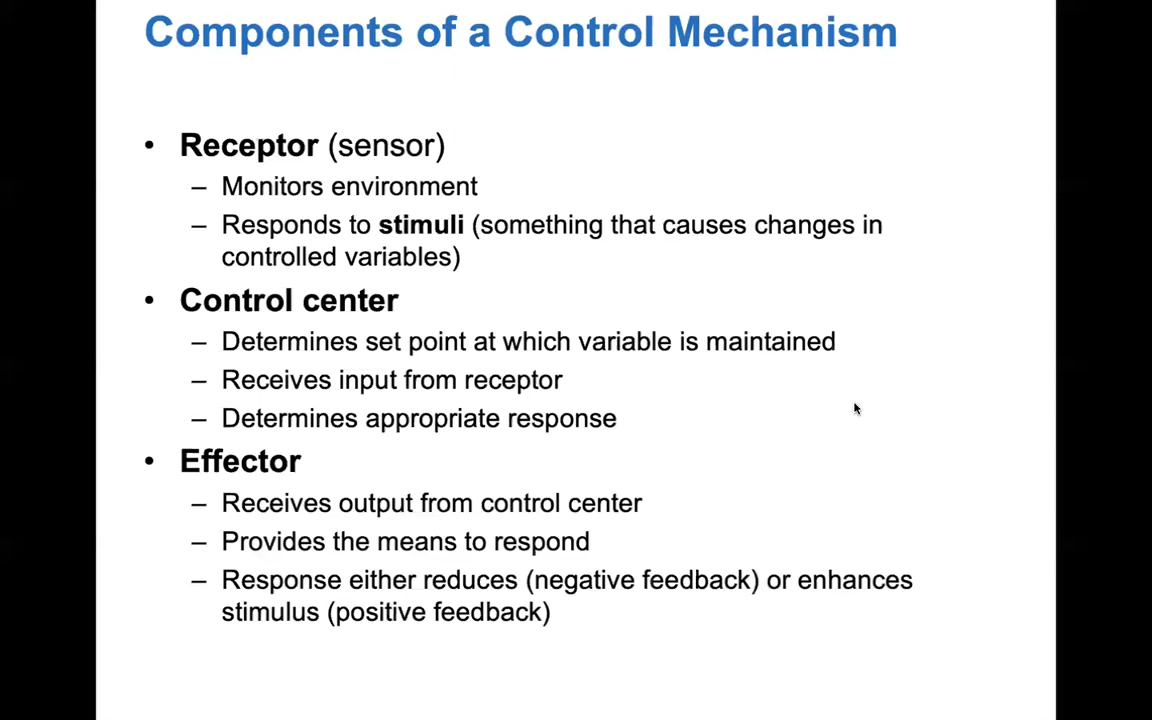 Components of a Control Mechanism
• Receptor (sensor)
– Monitors environment
– Responds to stimuli (something that causes changes in
controlled variables)
• Control center
– Determines set point at which variable is maintained
– Receives input from receptor
– Determines appropriate response
• Effector
– Receives output from control center
– Provides the means to respond
– Response either reduces (negative feedback) or enhances
stimulus (positive feedback)